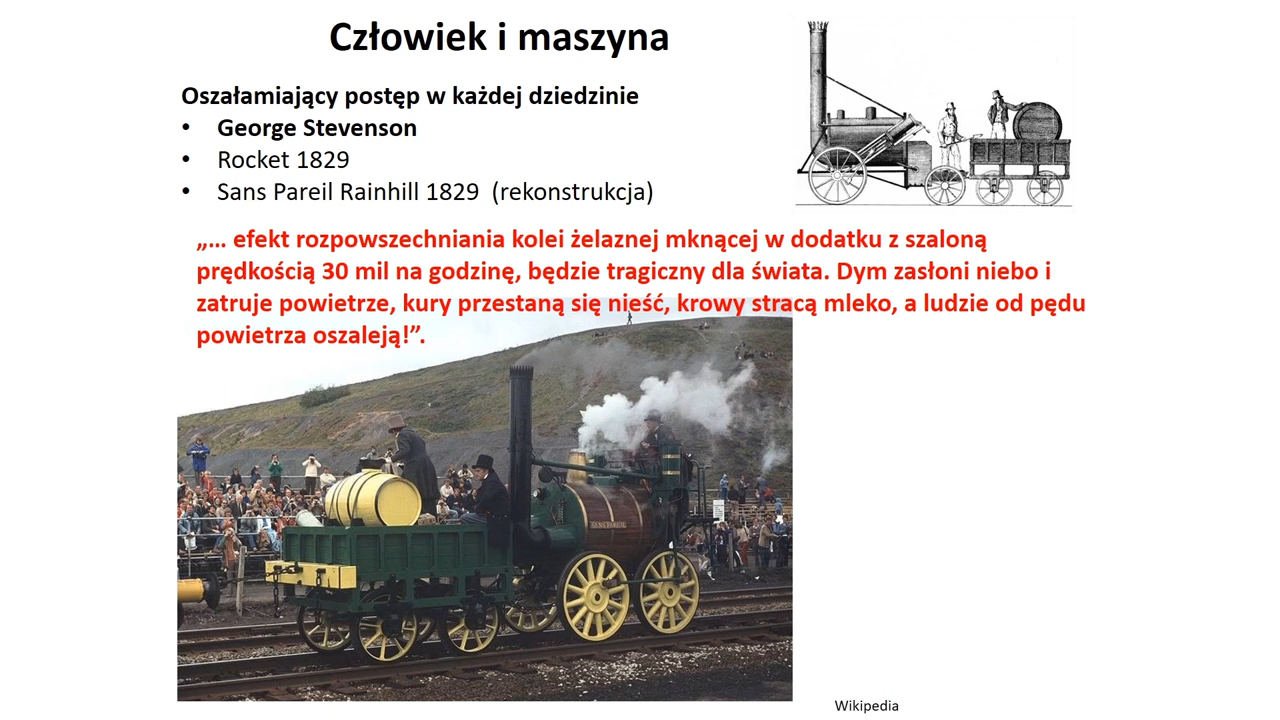 Człowiek i maszyna
Oszałamiający postęp w każdej dziedzinie
• George Stevenson
• Rocket 1829
• Sans Pareil Rainhill 1829 (rekonstrukcja)
„... efekt rozpowszechniania kolei żelaznej mknącej w dodatku z szaloną
prędkością 30 mil na godzinę, będzie tragiczny dla świata. Dym zasłoni niebo i
zatruje powietrze, kury przestaną się nieść, krowy stracą mleko, a ludzie od pędu
powietrza oszaleją!”.
SANS PAREIL
Wikipedia